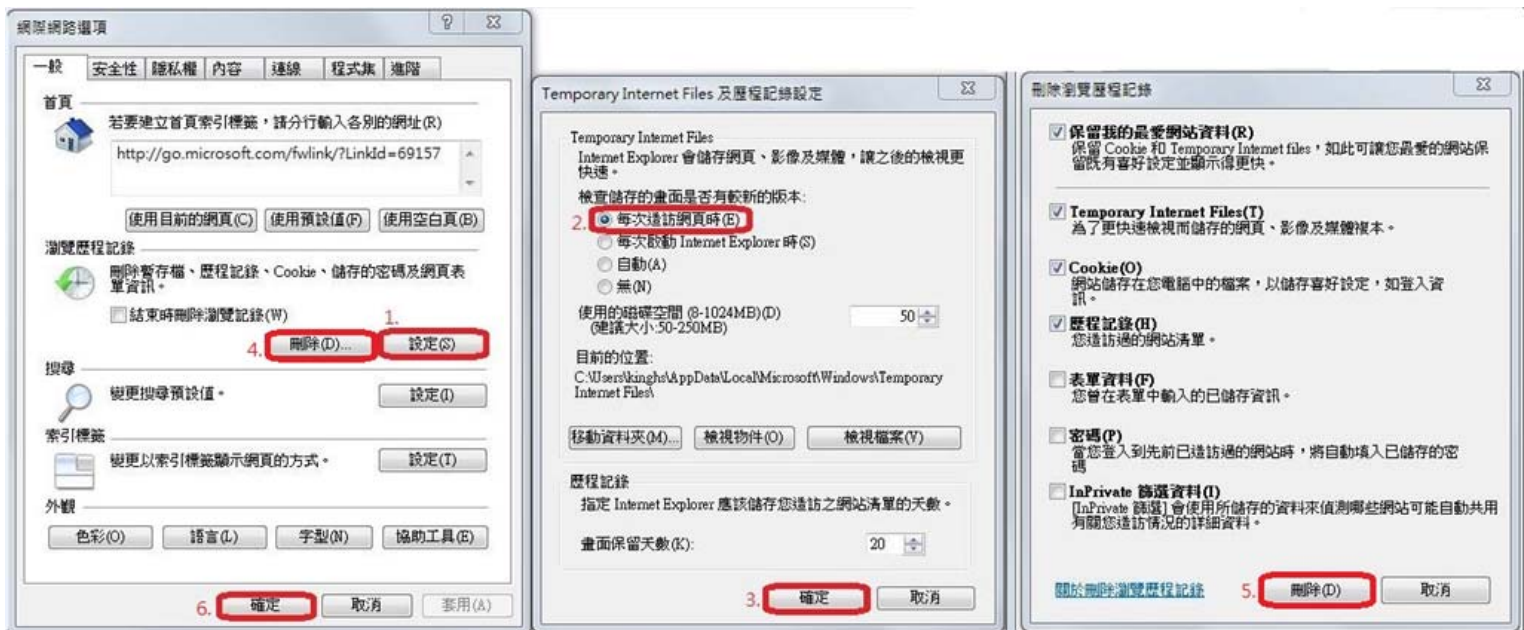 網際網路選項
一般 安全性 隱私權 內容 連線 程式集 進階
首頁
若要建立首頁索引標籤，請分行輸入各別的網址(R)
http://go.microsoft.com/fwlink/?LinkId=69157
使用目前的網頁(C) 使用預設值(F) 使用空白頁(B)
瀏覽歷程記錄
刪除暫存檔、歷程記錄、Cookie、儲存的密碼及網頁表
單資訊。
結束時刪除瀏覽記錄(W)
1.
4. 刪除(D)... 設定(S)
搜尋
變更搜尋預設值。 設定(I)
索引標籤
變更以索引標籤顯示網頁的方式。 設定(T)
外觀
色彩(O) 語言(L) 字型(N) 協助工具(E)
6. 確定 取消 套用(A)
Temporary Internet Files 及歷程記錄設定
Temporary Internet Files
Internet Explorer 會儲存網頁、影像及媒體，讓之後的檢視更
快速。
檢查儲存的畫面是否有較新的版本:
2. 每次造訪網頁時(E)
每次啟動 Internet Explorer 時(S)
自動(A)
無(N)
使用的磁碟空間 (8-1024MB)(D) 50
(建議大小:50-250MB)
目前的位置:
C:\Users\kinghs\AppData\Local\Microsoft\Windows\Temporary
Internet Files\
移動資料夾(M)... 檢視物件(O) 檢視檔案(V)
歷程記錄
指定 Internet Explorer 應該儲存您造訪之網站清單的天數。
畫面保留天數(K): 20
3. 確定 取消
刪除瀏覽歷程記錄
保留我的最愛網站資料(R)
保留 Cookie 和 Temporary Internet files，如此可讓您最愛的網站保
留既有喜好設定並顯示得更快。
Temporary Internet Files(T)
為了更快速檢視而儲存的網頁、影像及媒體複本。
Cookie(O)
網站儲存在您電腦中的檔案，以儲存喜好設定，如登入資
訊。
歷程記錄(H)
您造訪過的網站清單。
表單資料(F)
您曾在表單中輸入的已儲存資訊。
密碼(P)
當您登入到先前已造訪過的網站時，將自動填入已儲存的密
碼
InPrivate 篩選資料(I)
[InPrivate 篩選] 會使用所儲存的資料來偵測哪些網站可能自動共用
有關您造訪情況的詳細資料。
關於刪除瀏覽歷程記錄 5. 刪除(D) 取消